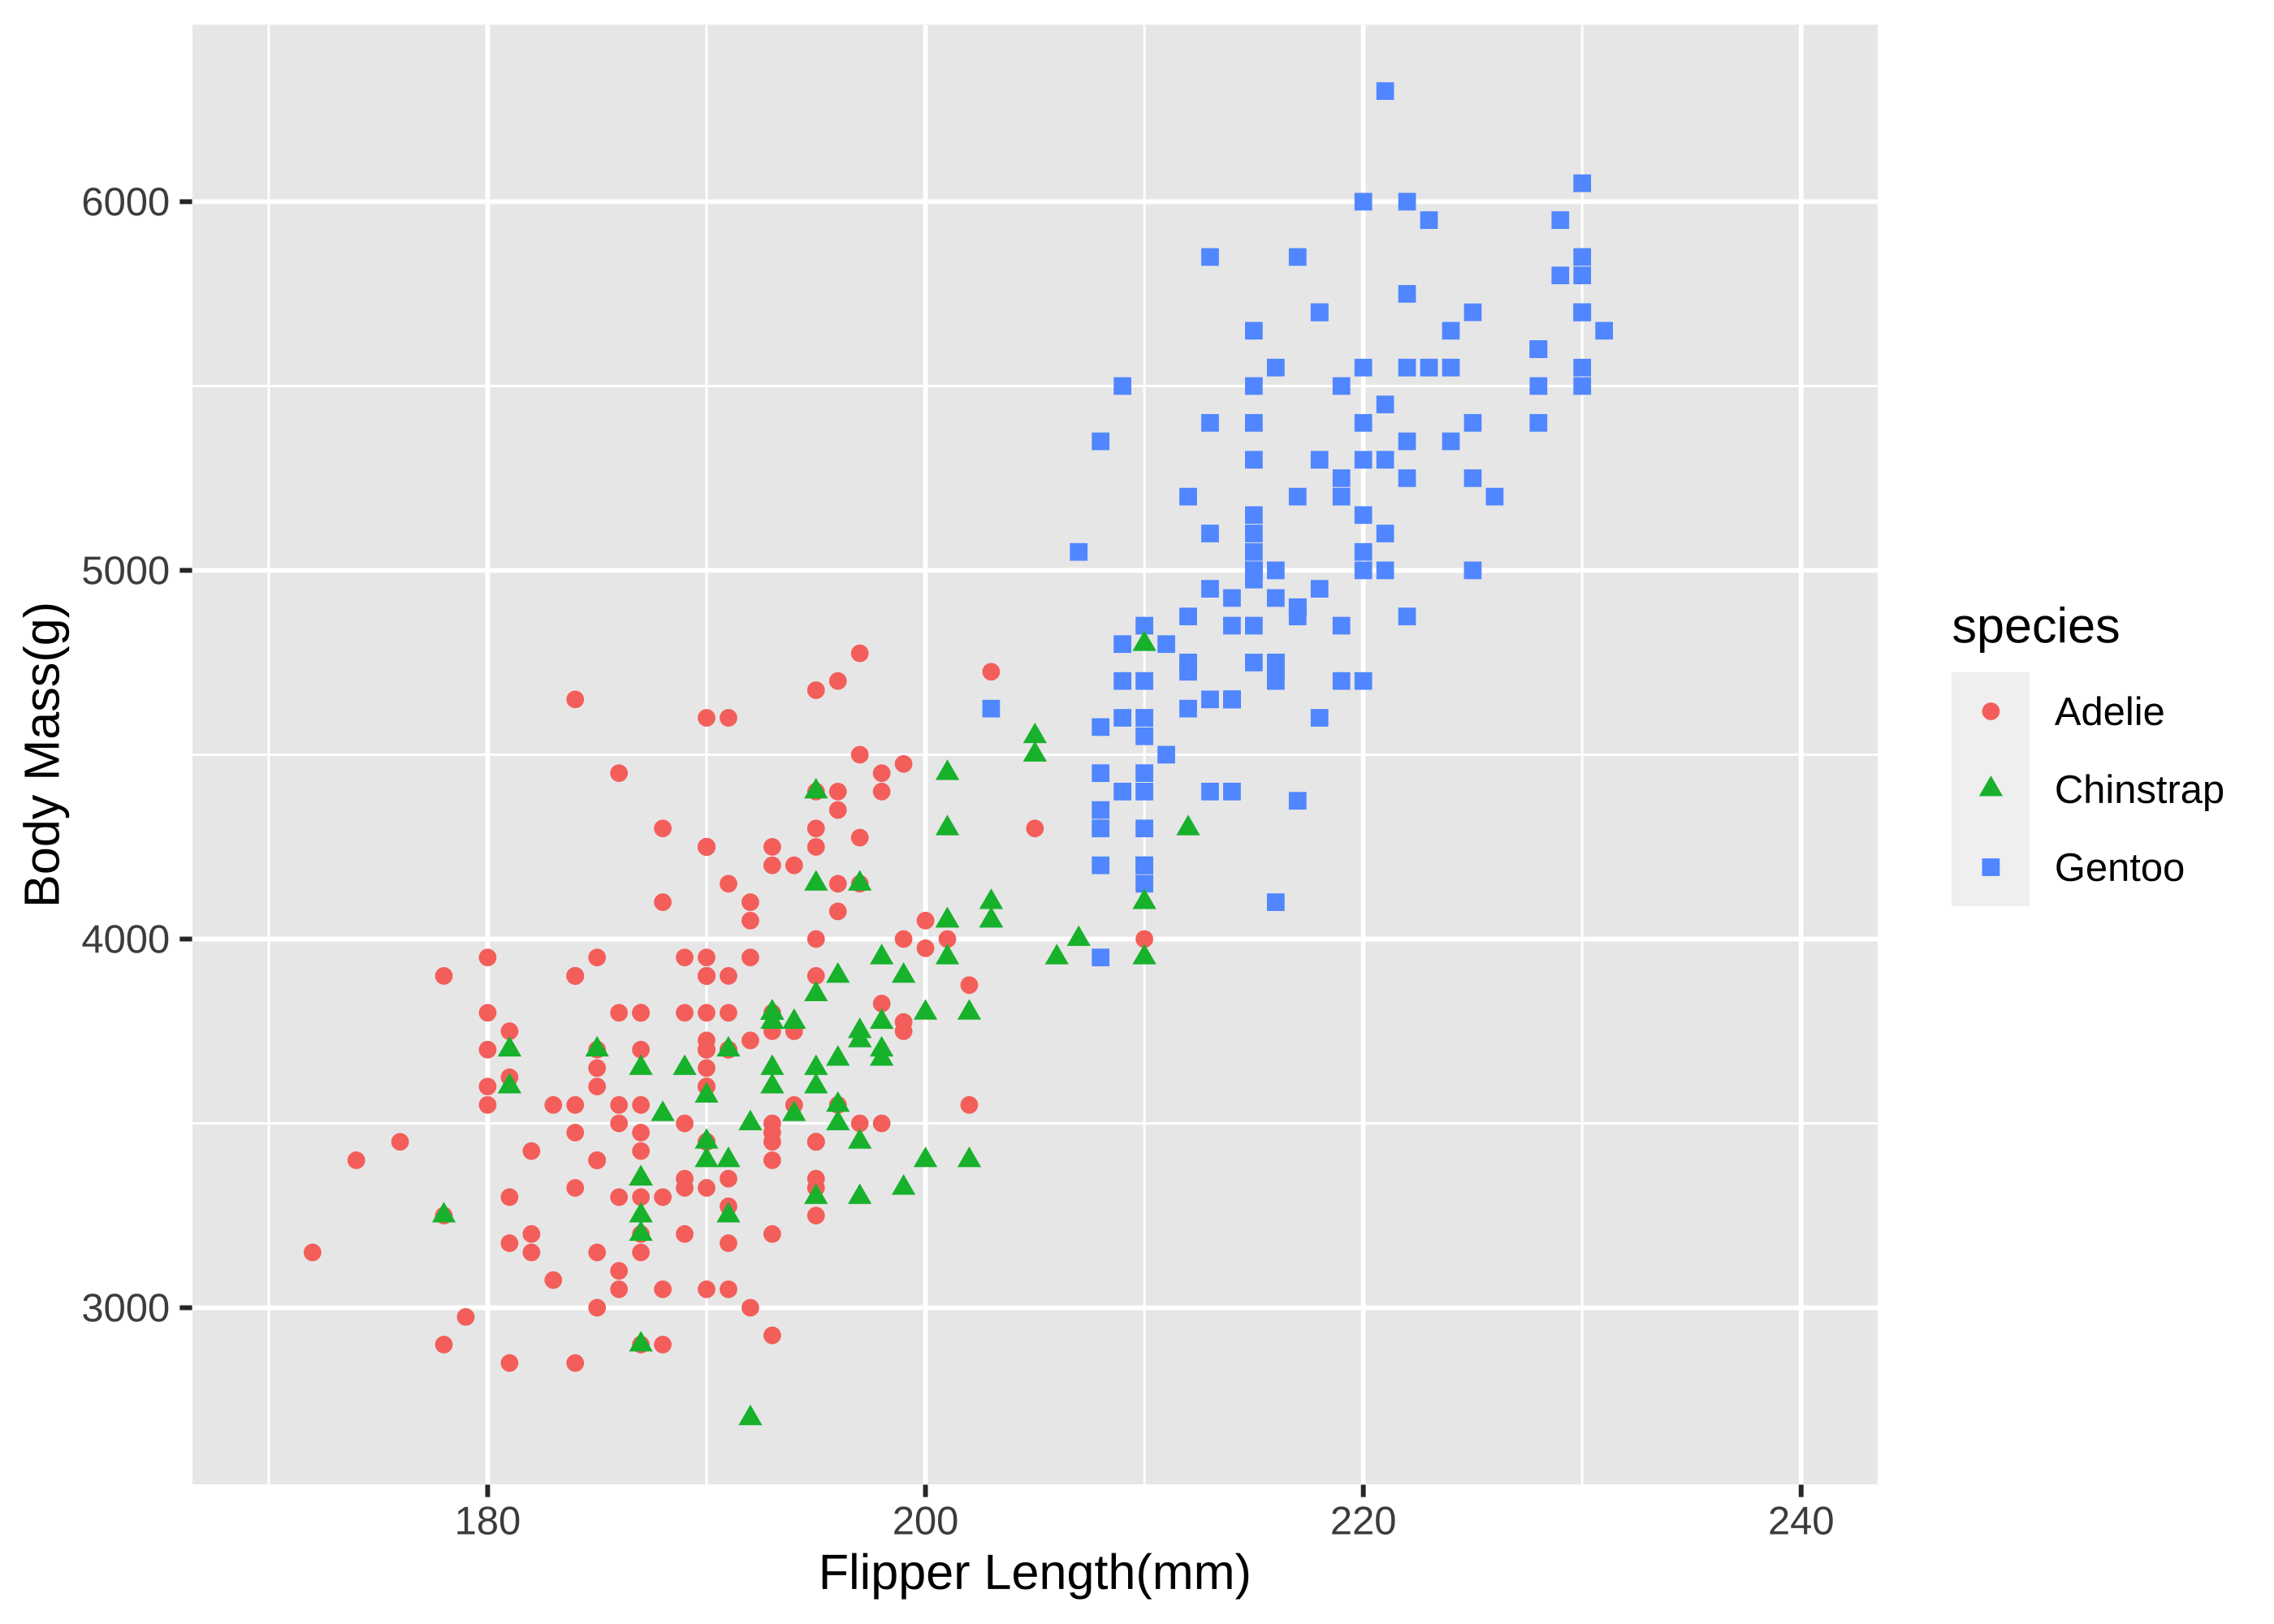 6000
5000
4000
3000
Body Mass(g)
180 200 220 240
Flipper Length(mm)
species
Adelie
Chinstrap
Gentoo